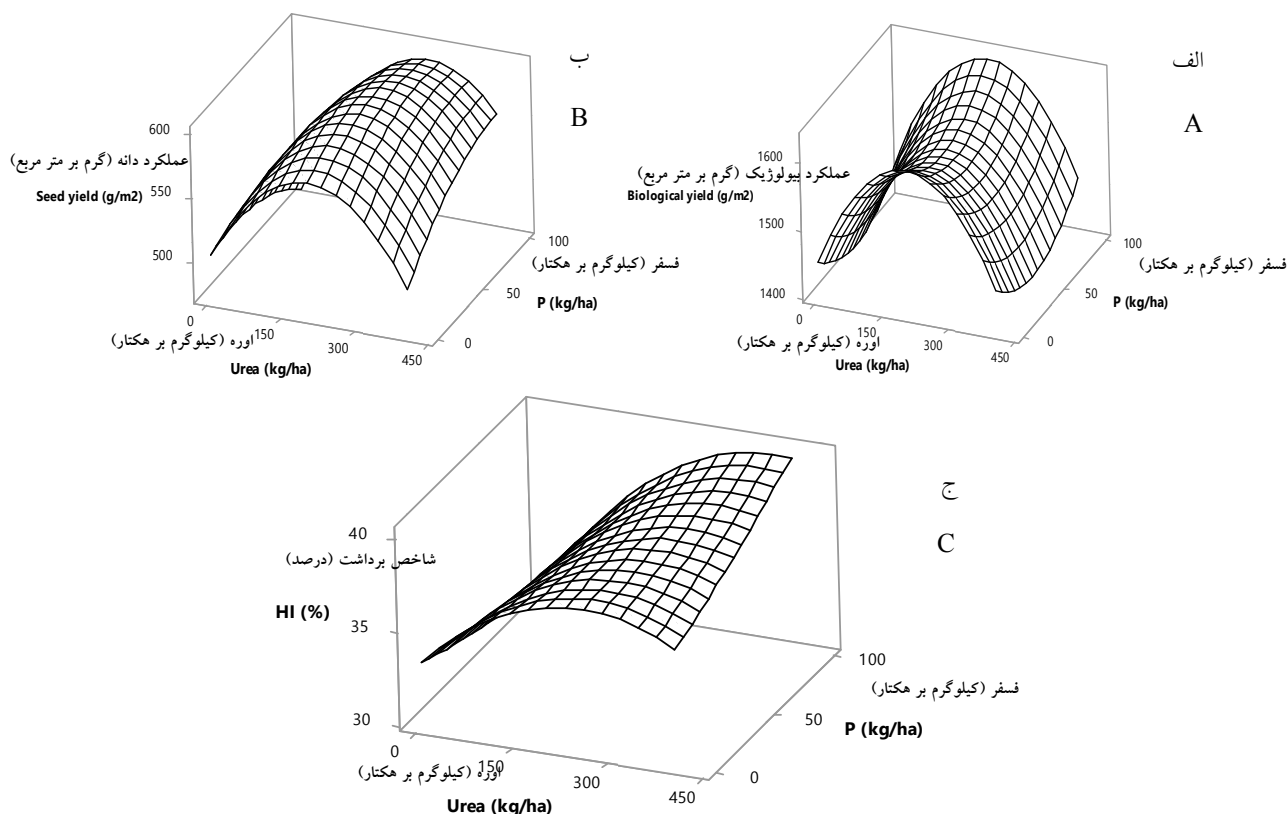 ب
B
600
عملکرد دانه (گرم بر متر مربع)
Seed yield (g/m2)
550
500
0
150
300
450
اوره (کیلوگرم بر هکتار)
Urea (kg/ha)
100
فسفر (کیلوگرم بر هکتار)
50
P (kg/ha)
0
الف
A
1600
عملکرد بیولوژیک (گرم بر متر مربع)
Biological yield (g/m2)
1500
1400
0
150
300
450
اوره (کیلوگرم بر هکتار)
Urea (kg/ha)
100
فسفر (کیلوگرم بر هکتار)
50
P (kg/ha)
0
ج
C
40
شاخص برداشت (درصد)
HI (%)
35
30
0
150
300
450
اوره (کیلوگرم بر هکتار)
Urea (kg/ha)
100
فسفر (کیلوگرم بر هکتار)
50
P (kg/ha)
0